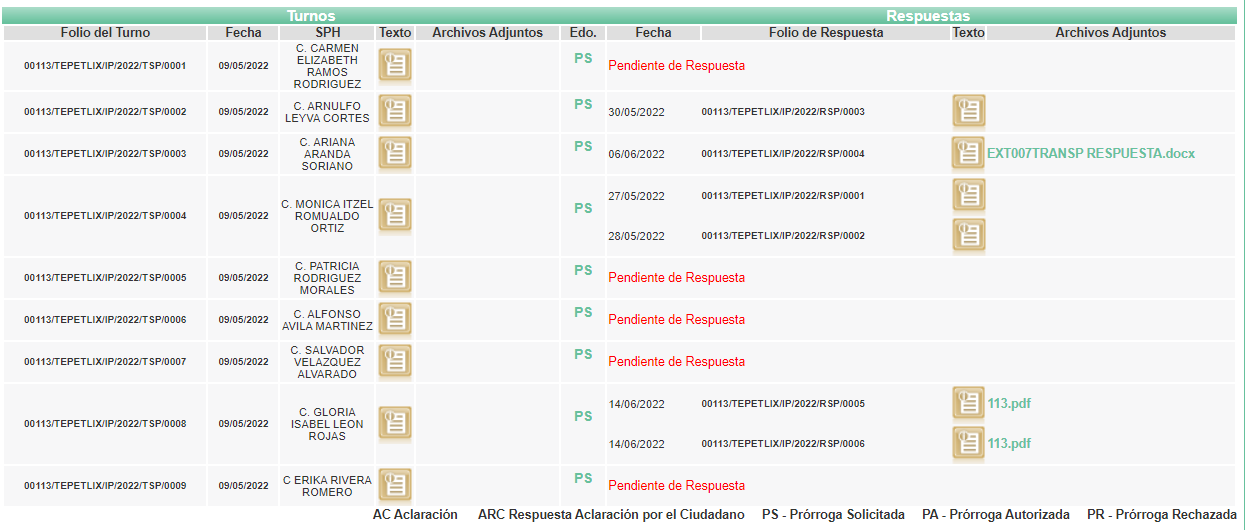 Turnos Respuestas
Folio del Turno Fecha SPH Texto Archivos Adjuntos Edo. Fecha Folio de Respuesta Texto Archivos Adjuntos
00113/TEPETLIX/IP/2022/TSP/0001 09/05/2022 C. CARMEN ELIZABETH RAMOS RODRIGUEZ PS Pendiente de Respuesta
00113/TEPETLIX/IP/2022/TSP/0002 09/05/2022 C. ARNULFO LEYVA CORTES PS 30/05/2022 00113/TEPETLIX/IP/2022/RSP/0003
00113/TEPETLIX/IP/2022/TSP/0003 09/05/2022 C. ARIANA ARANDA SORIANO PS 06/06/2022 00113/TEPETLIX/IP/2022/RSP/0004 EXT007TRANSP RESPUESTA.docx
00113/TEPETLIX/IP/2022/TSP/0004 09/05/2022 C. MONICA ITZEL ROMUALDO ORTIZ PS 27/05/2022 00113/TEPETLIX/IP/2022/RSP/0001
28/05/2022 00113/TEPETLIX/IP/2022/RSP/0002
00113/TEPETLIX/IP/2022/TSP/0005 09/05/2022 C. PATRICIA RODRIGUEZ MORALES PS Pendiente de Respuesta
00113/TEPETLIX/IP/2022/TSP/0006 09/05/2022 C. ALFONSO AVILA MARTINEZ PS Pendiente de Respuesta
00113/TEPETLIX/IP/2022/TSP/0007 09/05/2022 C. SALVADOR VELAZQUEZ ALVARADO PS Pendiente de Respuesta
00113/TEPETLIX/IP/2022/TSP/0008 09/05/2022 C. GLORIA ISABEL LEON ROJAS PS 14/06/2022 00113/TEPETLIX/IP/2022/RSP/0005 113.pdf
14/06/2022 00113/TEPETLIX/IP/2022/RSP/0006 113.pdf
00113/TEPETLIX/IP/2022/TSP/0009 09/05/2022 C ERIKA RIVERA ROMERO PS Pendiente de Respuesta
AC Aclaración ARC Respuesta Aclaración por el Ciudadano PS - Prórroga Solicitada PA - Prórroga Autorizada PR - Prórroga Rechazada